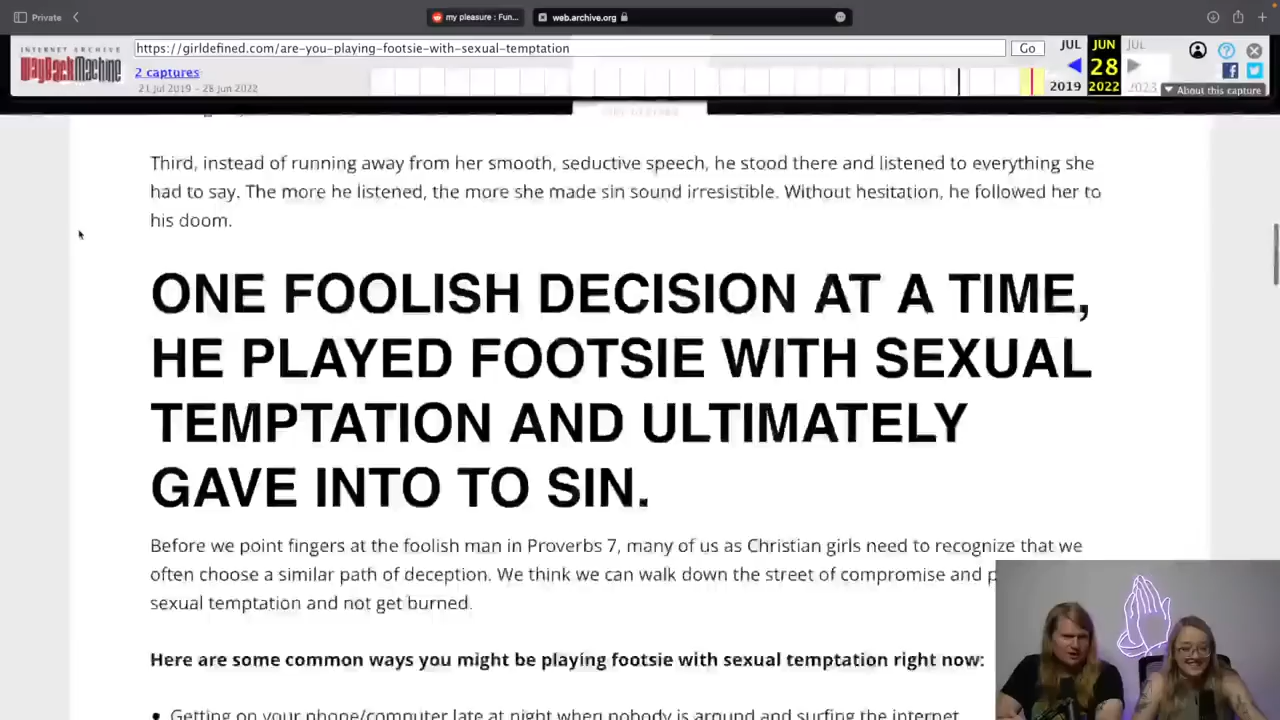 Private
my pleasure : Fun...
web.archive.org
INTERNET ARCHIVE
WayBackMachine
https://girldefined.com/are-you-playing-footsie-with-sexual-temptation
Go
JUL
JUN
JUL
2 captures
28
21 Jul 2019 – 28 Jun 2022
2019
2022
2023
About this capture
Third, instead of running away from her smooth, seductive speech, he stood there and listened to everything she
had to say. The more he listened, the more she made sin sound irresistible. Without hesitation, he followed her to
his doom.
ONE FOOLISH DECISION AT A TIME,
HE PLAYED FOOTSIE WITH SEXUAL
TEMPTATION AND ULTIMATELY
GAVE INTO TO SIN.
Before we point fingers at the foolish man in Proverbs 7, many of us as Christian girls need to recognize that we
often choose a similar path of deception. We think we can walk down the street of compromise and
sexual temptation and not get burned.
Here are some common ways you might be playing footsie with sexual temptation right now:
• Getting on your phone/computer late at night when nobody is around and surfing the internet